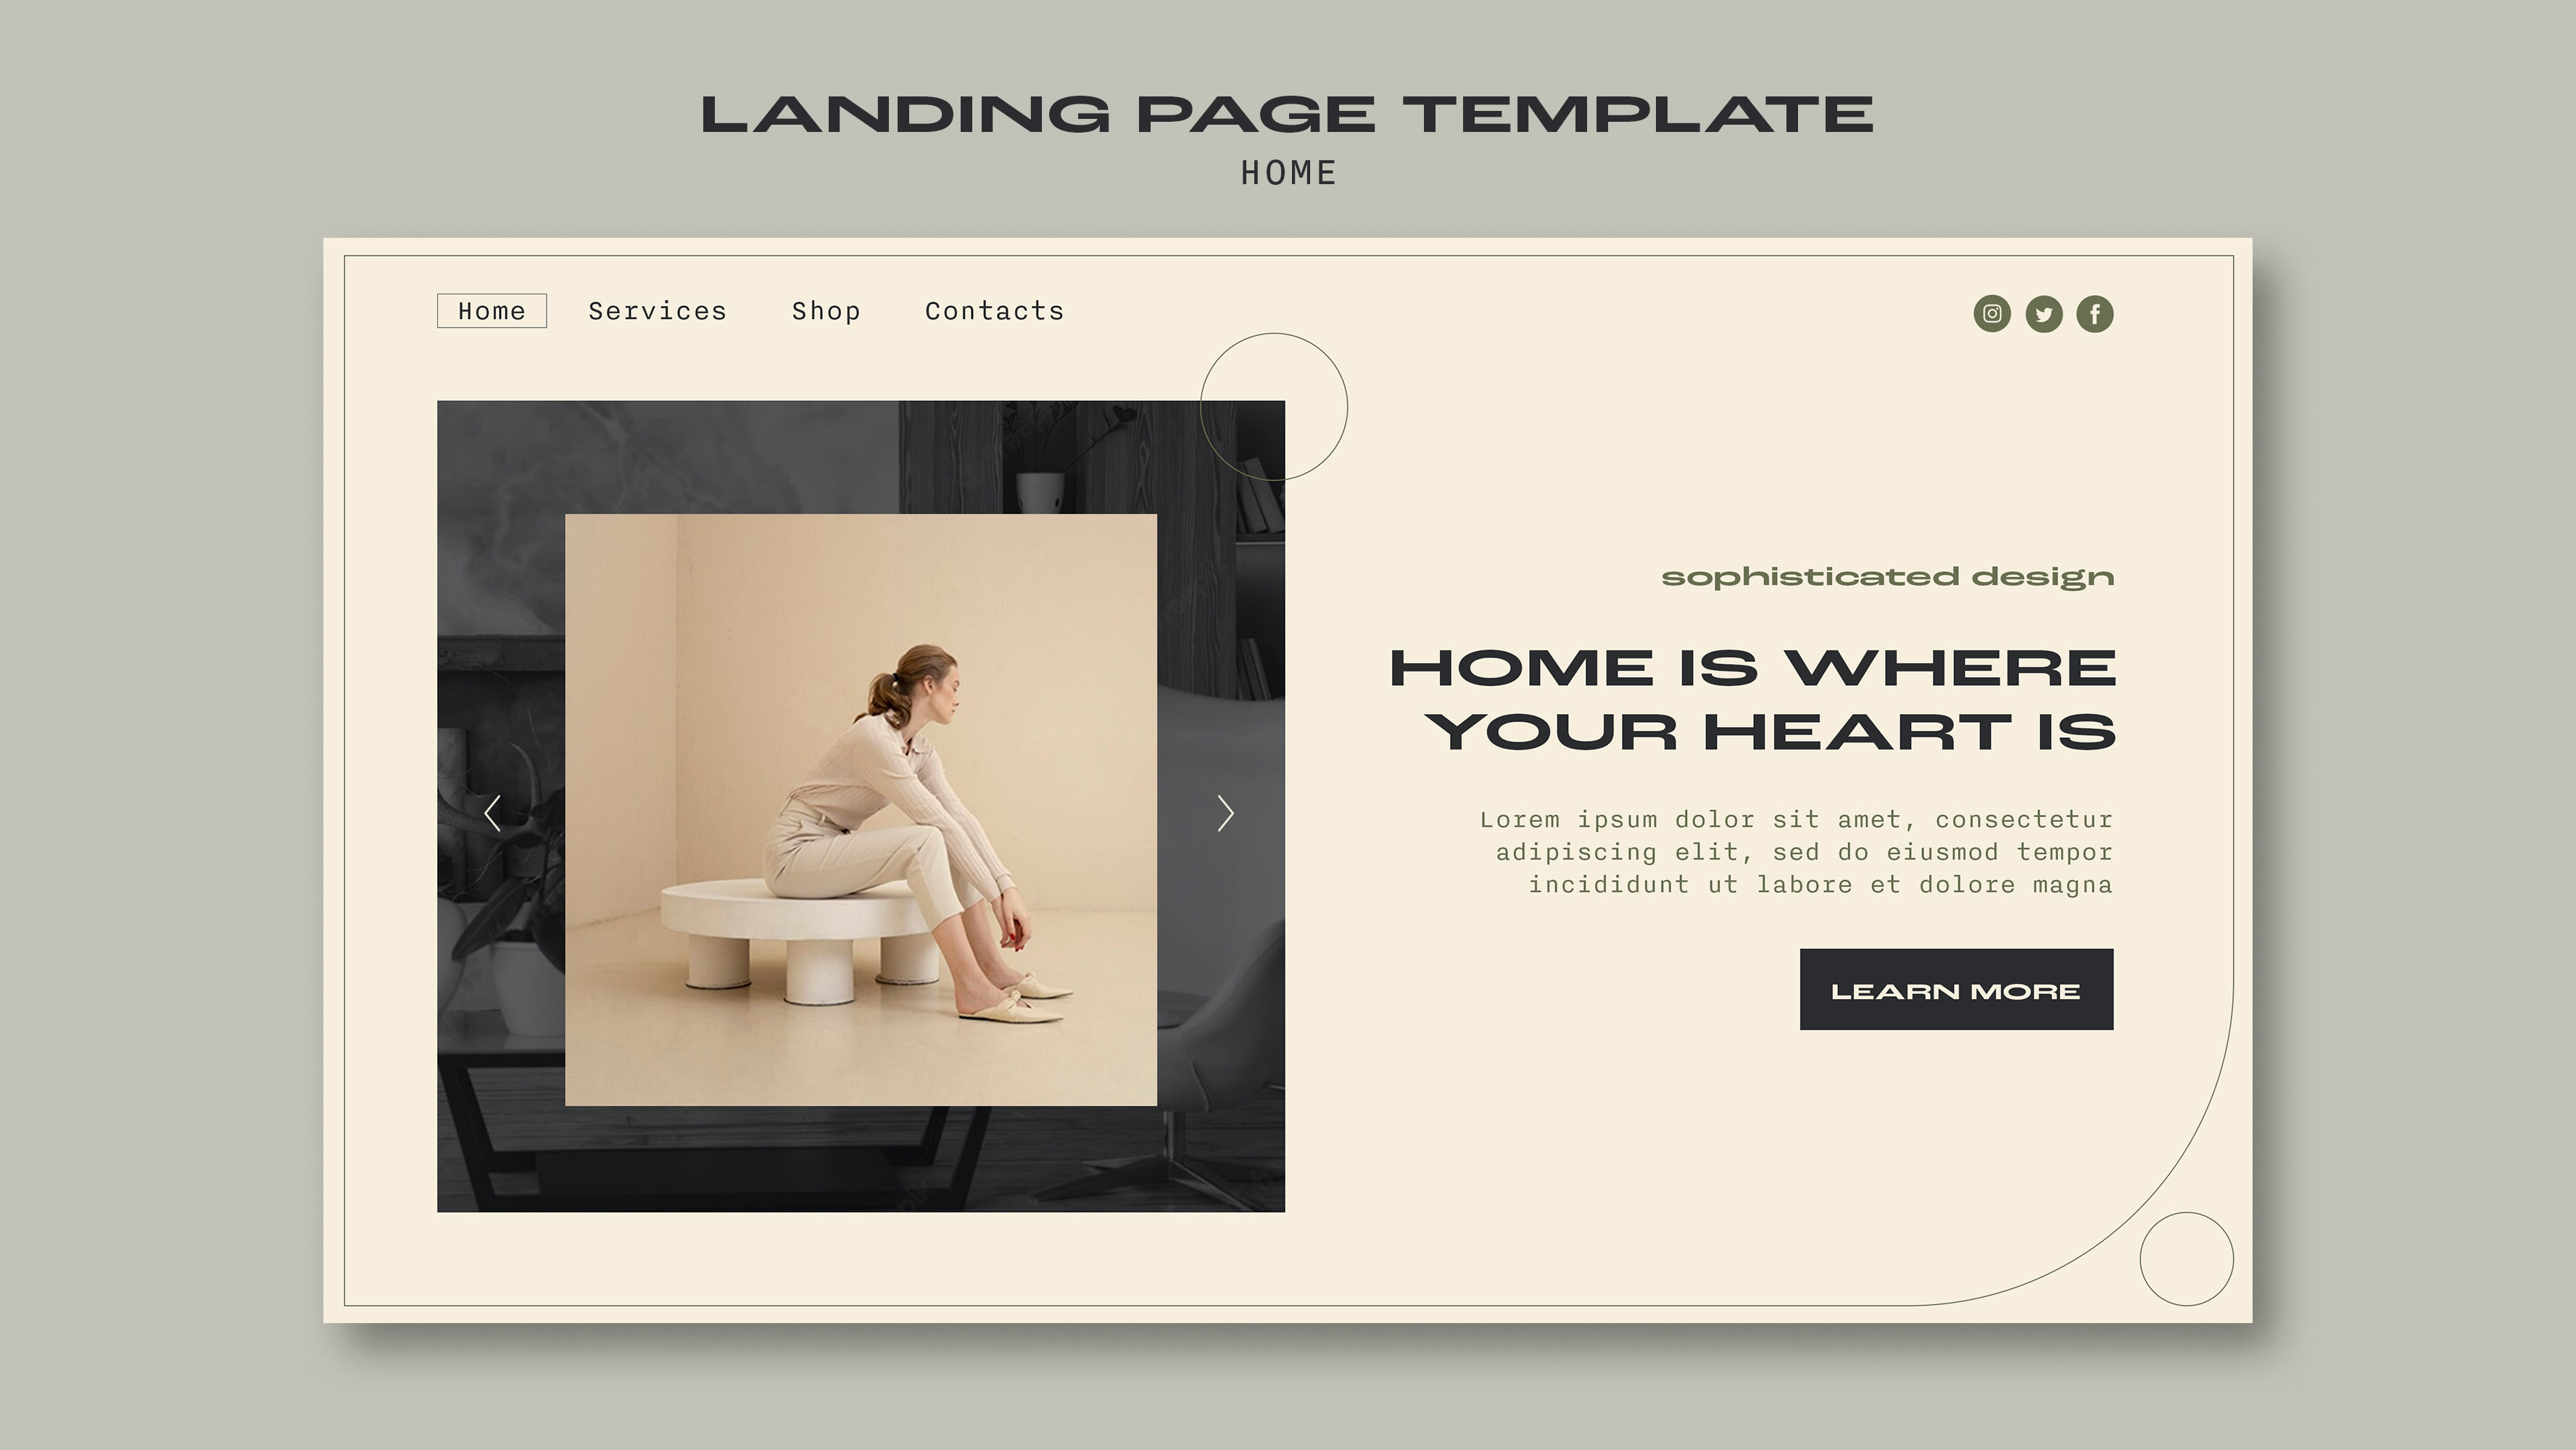 LANDING PAGE TEMPLATE
HOME
Home Services Shop Contacts
sophisticated design
HOME IS WHERE
YOUR HEART IS
Lorem ipsum dolor sit amet, consectetur
adipiscing elit, sed do eiusmod tempor
incididunt ut labore et dolore magna
LEARN MORE